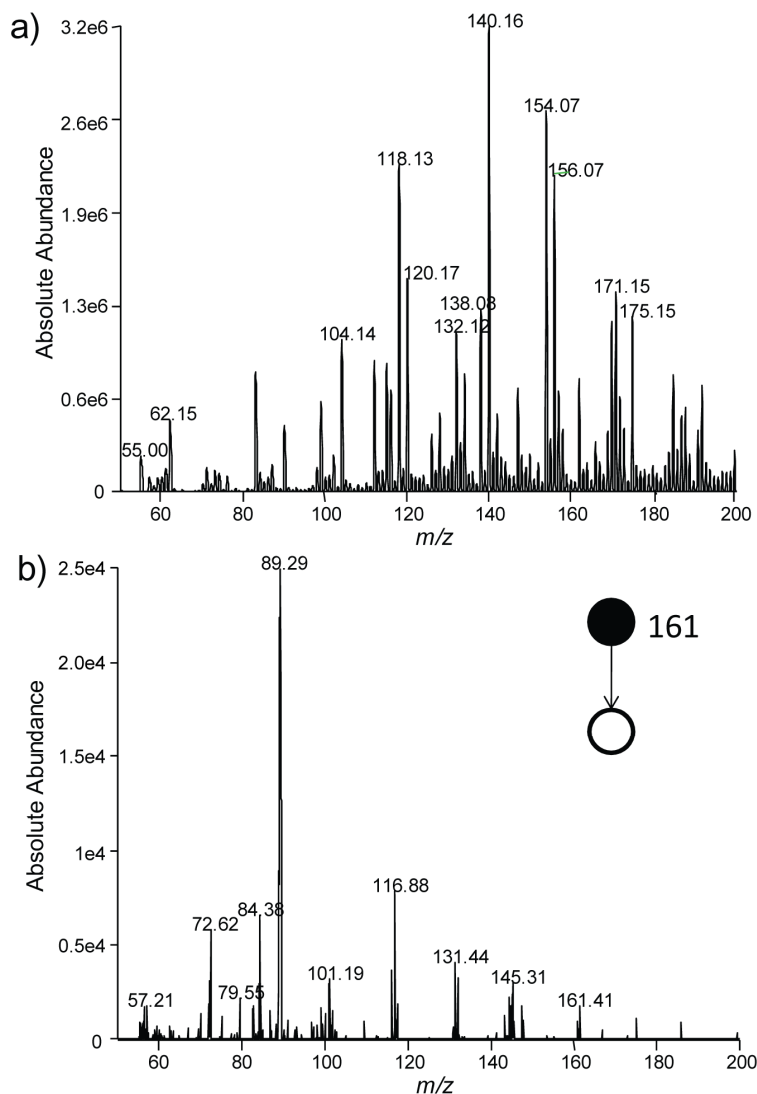 a)
Absolute Abundance
3.2e6
2.6e6
1.9e6
1.3e6
0.6e6
0
140.16
154.07
156.07
118.13
120.17
138.08
171.15
175.15
132.12
104.14
62.15
55.00
60 80 100 120 140 160 180 200
m/z
b)
Absolute Abundance
2.5e4
2.0e4
1.5e4
1e4
0.5e4
0
89.29
161
116.88
84.38
72.62
131.44
79.55
101.19
145.31
57.21
161.41
60 80 100 120 140 160 180 200
m/z